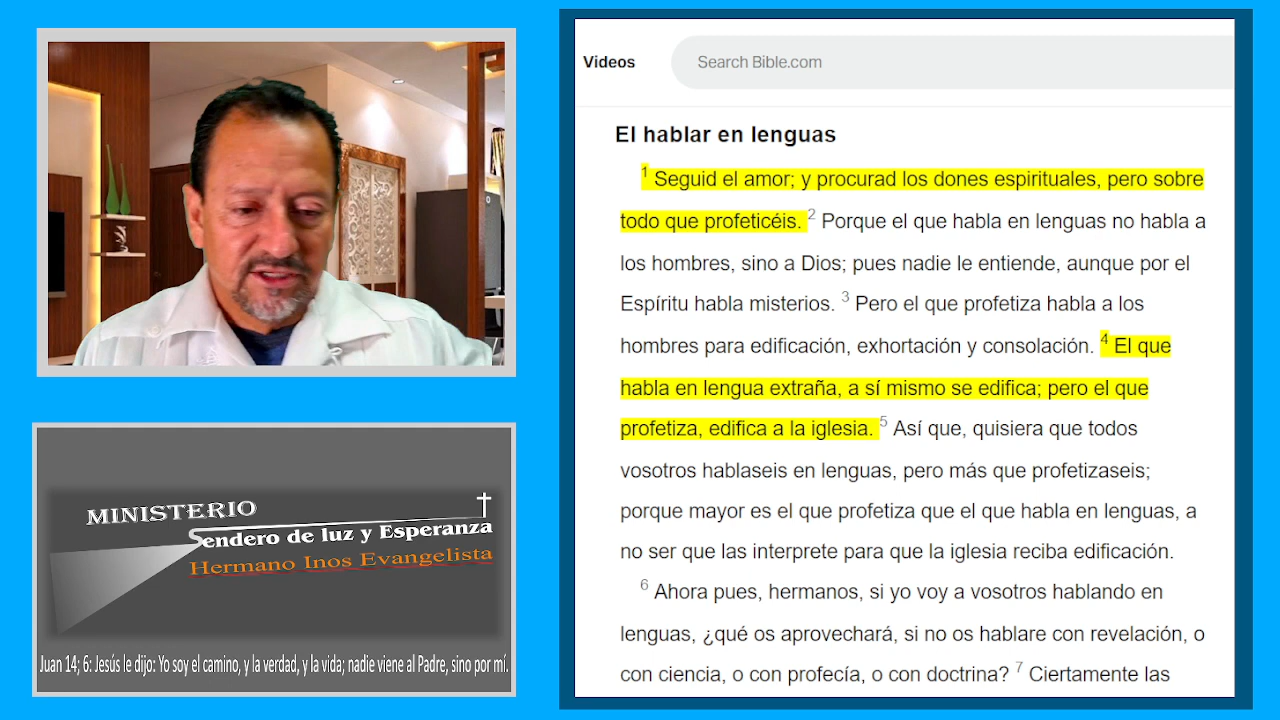 Videos
Search Bible.com
El hablar en lenguas
1 Seguid el amor; y procurad los dones espirituales, pero sobre
todo que profeticéis. 2 Porque el que habla en lenguas no habla a
los hombres, sino a Dios; pues nadie le entiende, aunque por el
Espíritu habla misterios. 3 Pero el que profetiza habla a los
hombres para edificación, exhortación y consolación. 4 El que
habla en lengua extraña, a sí mismo se edifica; pero el que
profetiza, edifica a la iglesia. 5 Así que, quisiera que todos
vosotros hablaseis en lenguas, pero más que profetizaseis;
porque mayor es el que profetiza que el que habla en lenguas, a
no ser que las interprete para que la iglesia reciba edificación.
6 Ahora pues, hermanos, si yo voy a vosotros hablando en
lenguas, ¿qué os aprovechará, si no os hablare con revelación, o
con ciencia, o con profecía, o con doctrina? 7 Ciertamente las
MINISTERIO
Sendero de luz y Esperanza
Hermano Inos Evangelista
Juan 14; 6: Jesús le dijo: Yo soy el camino, y la verdad, y la vida; nadie viene al Padre, sino por mí.